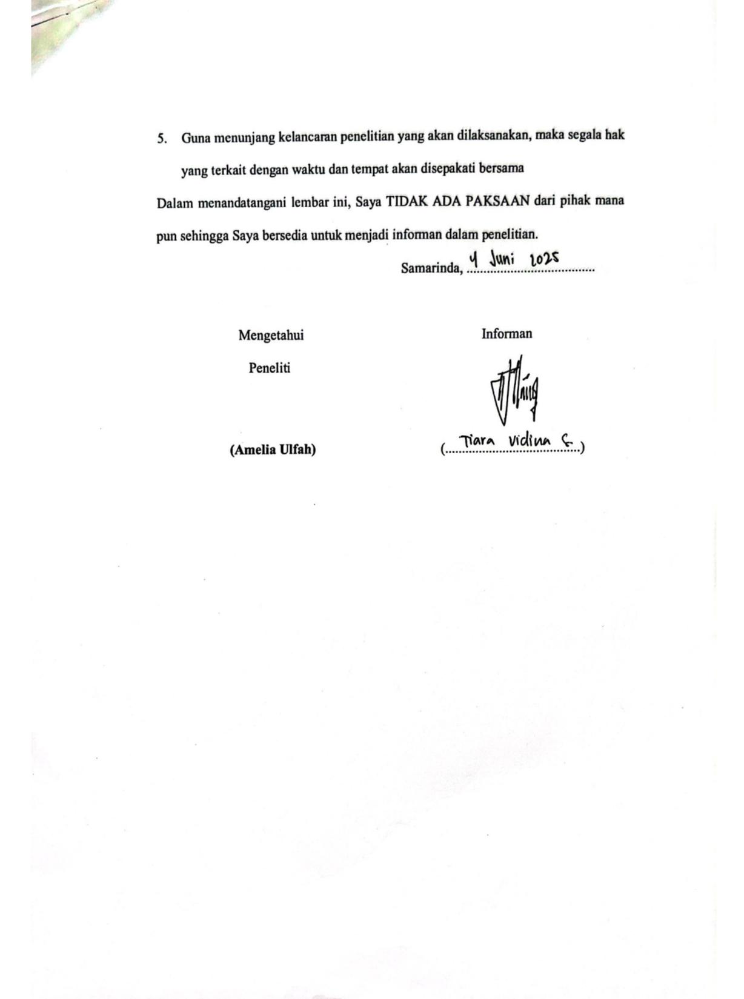 5. Guna menunjang kelancaran penelitian yang akan dilaksanakan, maka segala hak
yang terkait dengan waktu dan tempat akan disepakati bersama
Dalam menandatangani lembar ini, Saya TIDAK ADA PAKSAAN dari pihak mana
pun sehingga Saya bersedia untuk menjadi informan dalam penelitian.
Samarinda, 4 Juni 2025
Mengetahui Informan
Peneliti
(Amelia Ulfah) (Tiara Vidina S.)